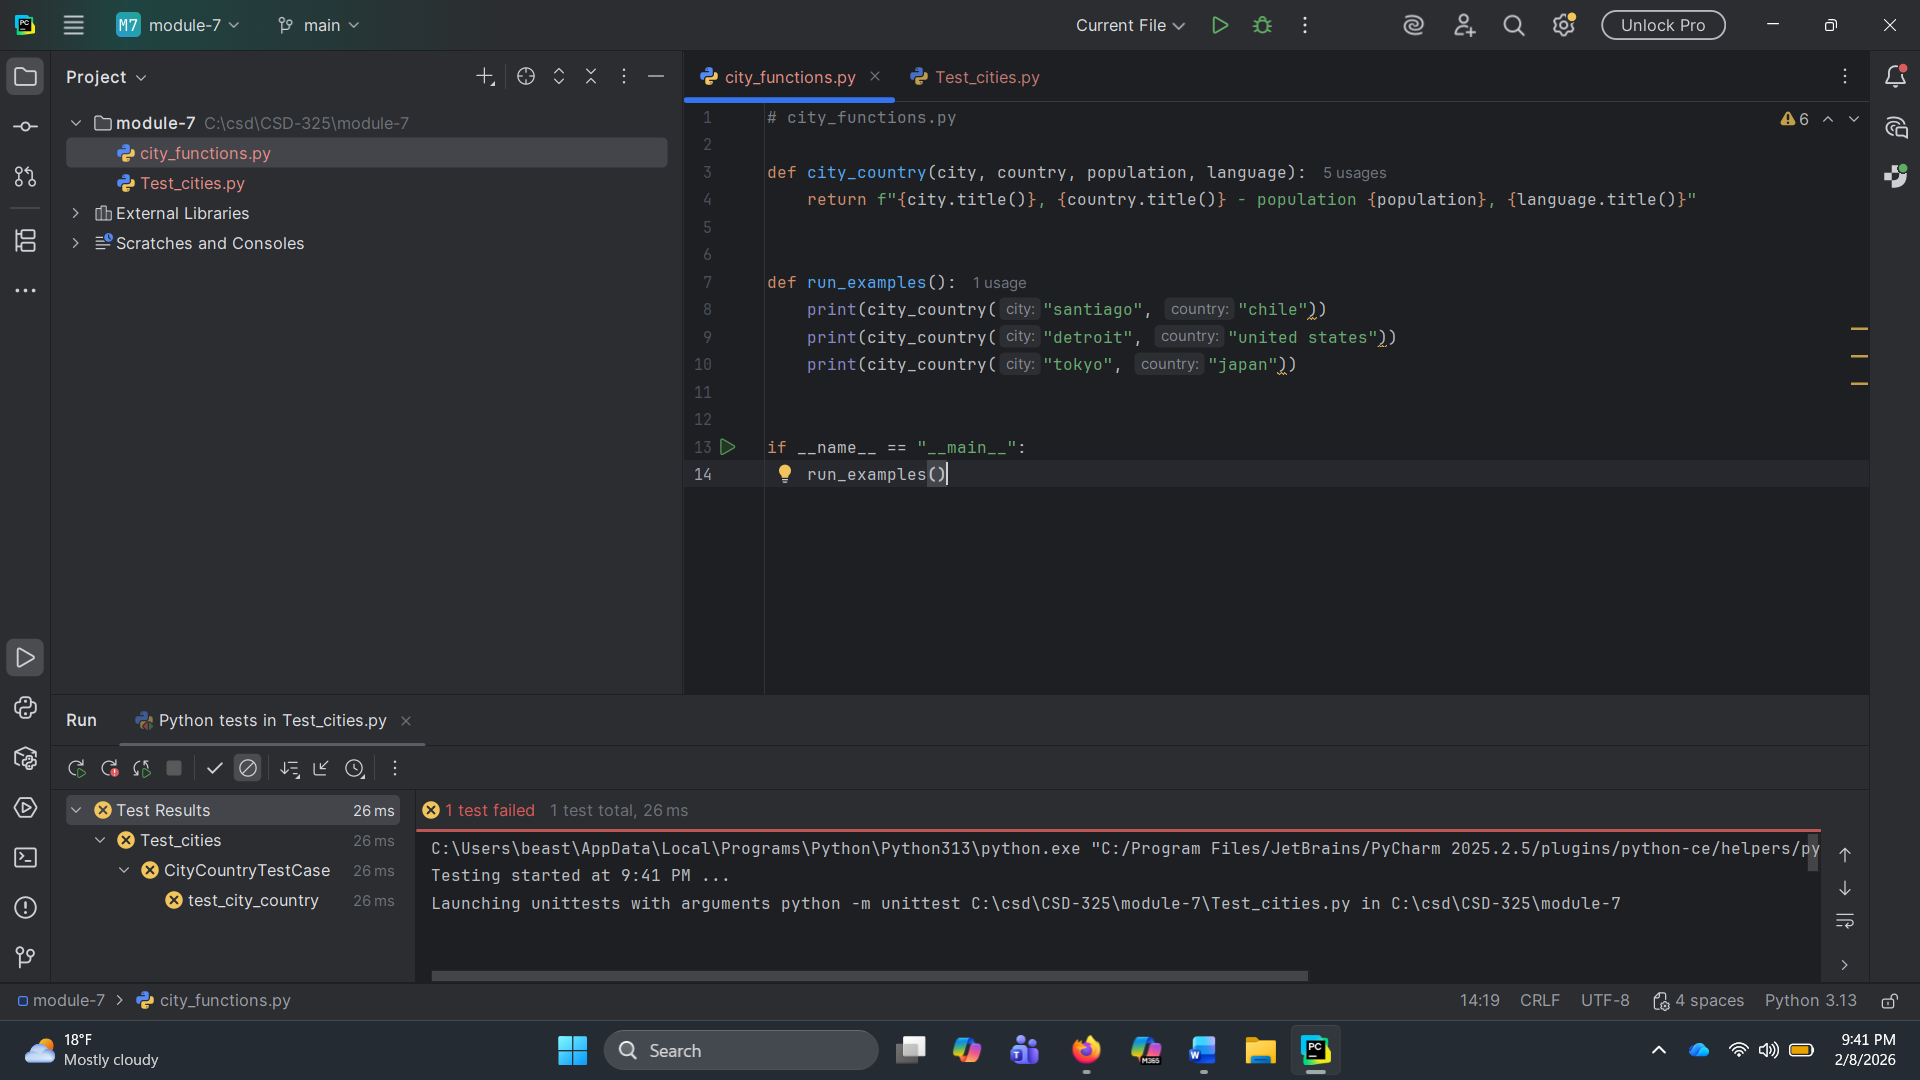 PC
M7 module-7
main
Current File
Unlock Pro
Project
module-7 C:\csd\CSD-325\module-7
city_functions.py
Test_cities.py
External Libraries
Scratches and Consoles
city_functions.py
Test_cities.py
6
1 # city_functions.py
2
3 def city_country(city, country, population, language): 5 usages
4 return f"{city.title()}, {country.title()} - population {population}, {language.title()}"
5
6
7 def run_examples(): 1 usage
8 print(city_country( city: "santiago", country: "chile"))
9 print(city_country( city: "detroit", country: "united states"))
10 print(city_country( city: "tokyo", country: "japan"))
11
12
13 if __name__ == "__main__":
14 run_examples()
Run
Python tests in Test_cities.py
Test Results 26 ms
Test_cities 26 ms
CityCountryTestCase 26 ms
test_city_country 26 ms
1 test failed 1 test total, 26 ms
C:\Users\beast\AppData\Local\Programs\Python\Python313\python.exe "C:/Program Files/JetBrains/PyCharm 2025.2.5/plugins/python-ce/helpers/py
Testing started at 9:41 PM ...
Launching unittests with arguments python -m unittest C:\csd\CSD-325\module-7\Test_cities.py in C:\csd\CSD-325\module-7
module-7 > city_functions.py
14:19 CRLF UTF-8 4 spaces Python 3.13
18°F
Mostly cloudy
Search
M365
PC
9:41 PM
2/8/2026